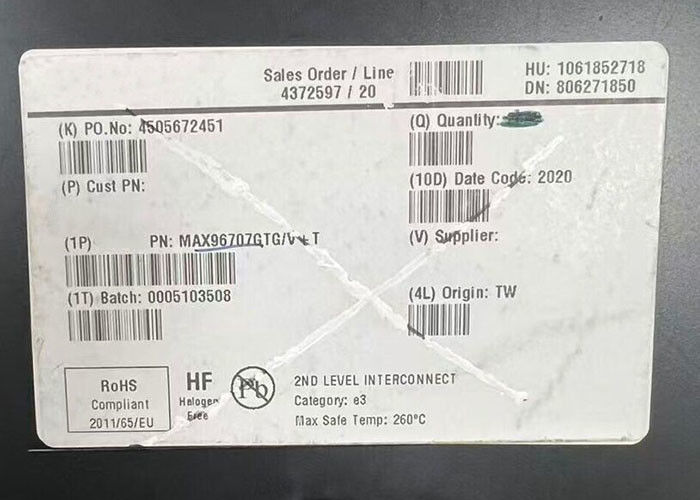 Sales Order / Line
4372597 / 20
HU: 1061852718
DN: 806271850
(K) PO.No: 4505672451
(Q) Quantity:
(P) Cust PN:
(10D) Date Code: 2020
(1P) PN: MAX96707GTG/V+T
(V) Supplier:
(1T) Batch: 0005103508
(4L) Origin: TW
RoHS
Compliant
2011/65/EU
HF
Halogen
Free
Pb
2ND LEVEL INTERCONNECT
Category: e3
Max Safe Temp: 260°C